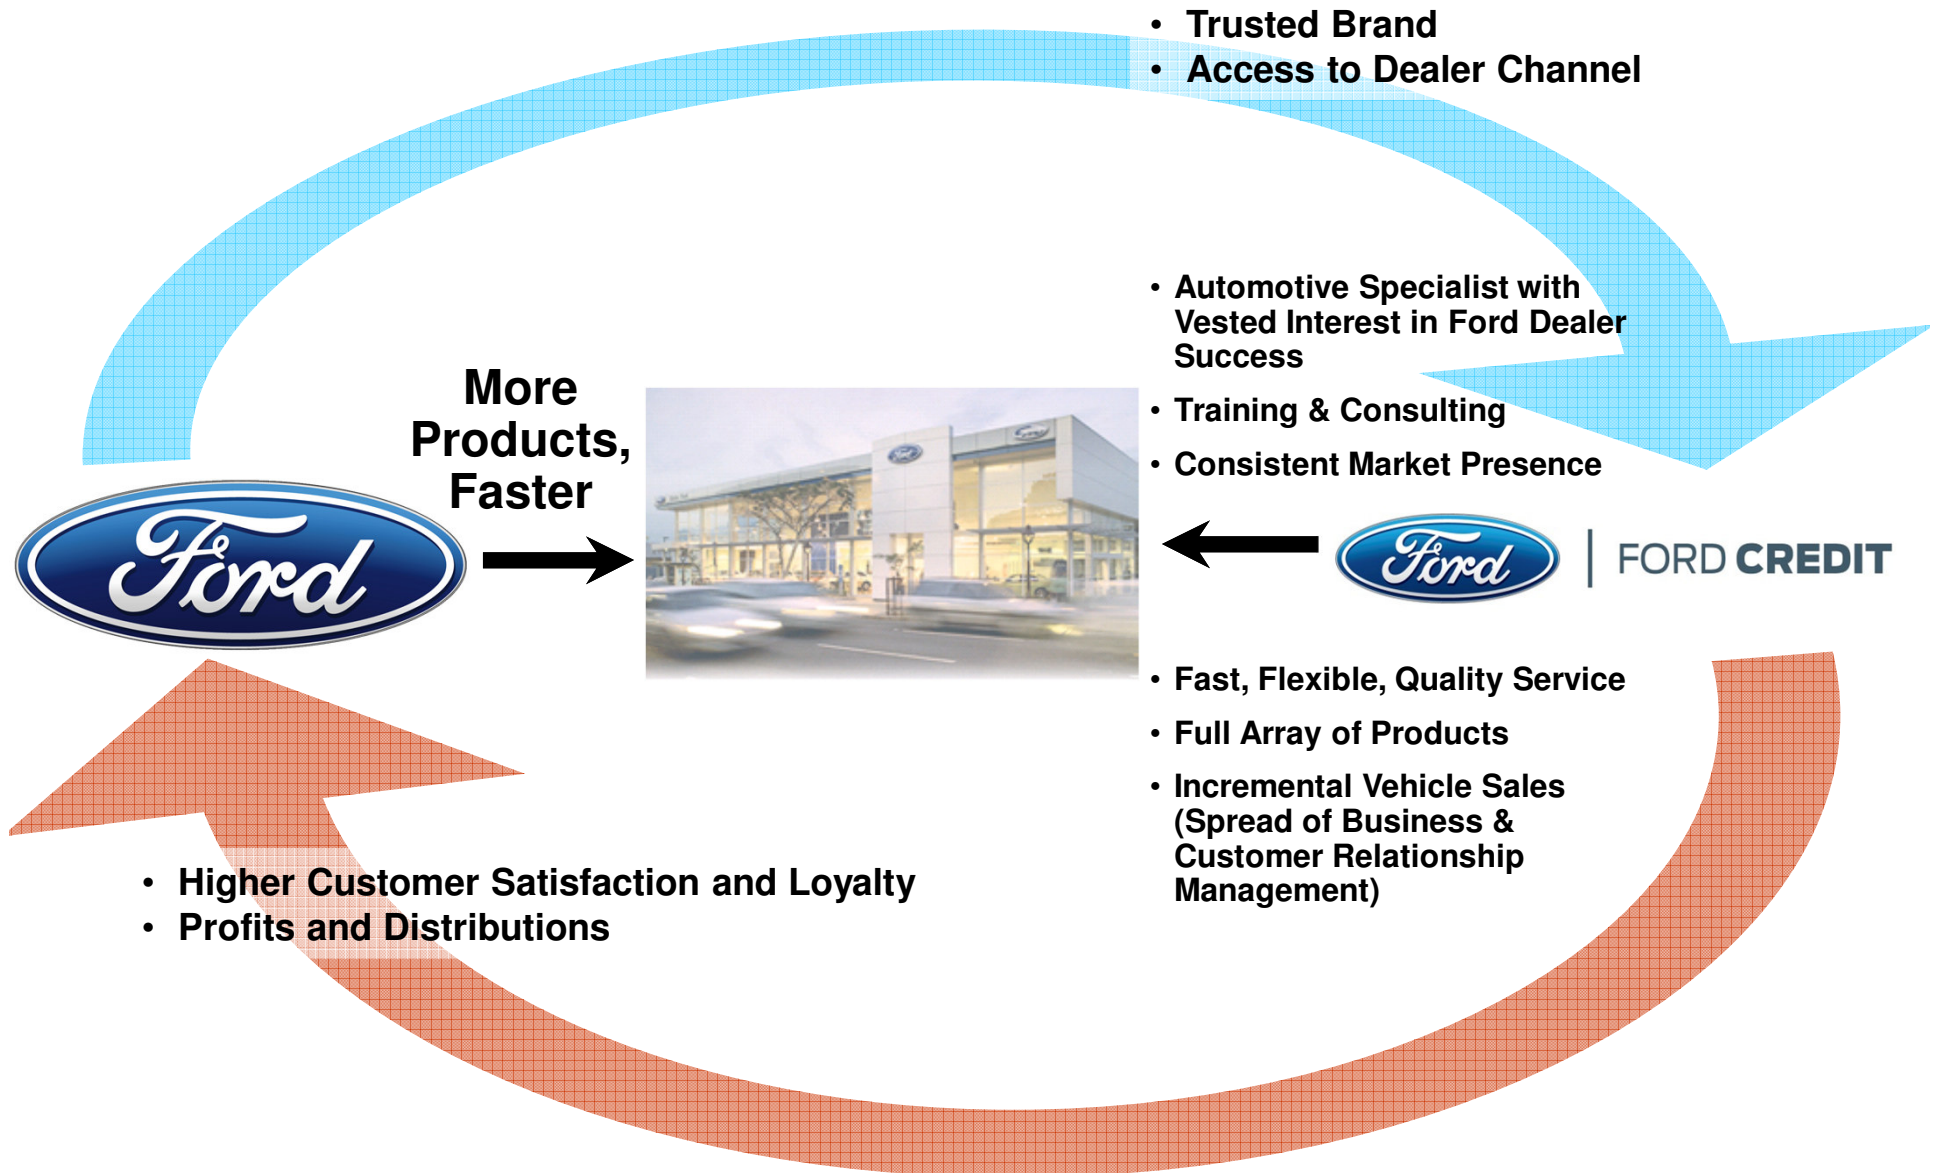 • Trusted Brand
• Access to Dealer Channel
• Automotive Specialist with
Vested Interest in Ford Dealer
Success
• Training & Consulting
• Consistent Market Presence
More
Products,
Faster
Ford
Ford
Ford | FORD CREDIT
• Fast, Flexible, Quality Service
• Full Array of Products
• Incremental Vehicle Sales
(Spread of Business &
Customer Relationship
Management)
• Higher Customer Satisfaction and Loyalty
• Profits and Distributions